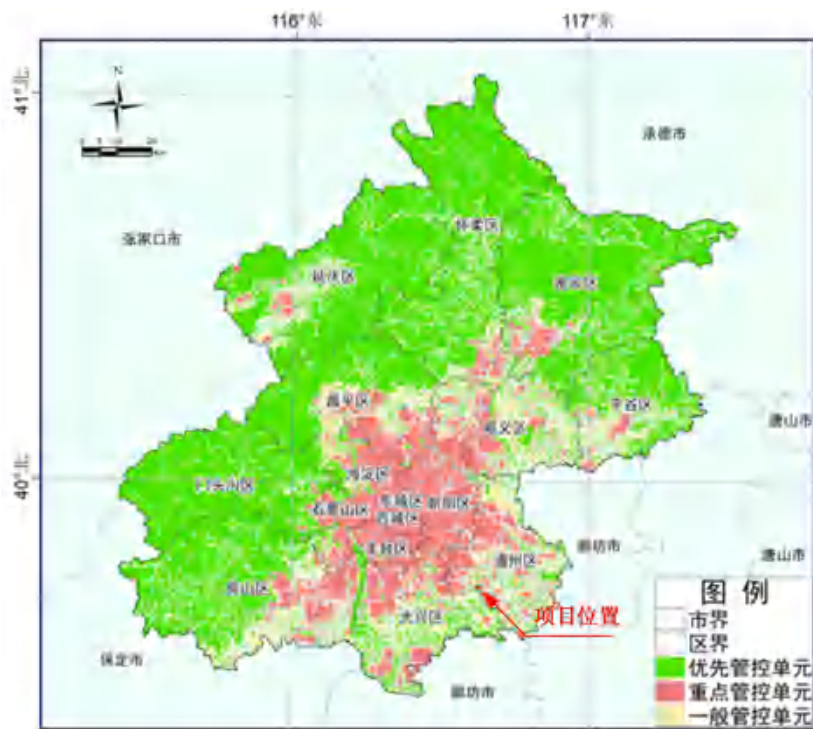 116°东
117°东
41°北
N
承德市
怀柔区
张家口市
延庆区
密云区
昌平区
平谷区
顺义区
唐山市
40°北
海淀区
门头沟区
东城区
朝阳区
石景山区
西城区
廊坊市
丰台区
通州区
唐山市
房山区
图 例
大兴区
项目位置
市界
区界
保定市
优先管控单元
廊坊市
重点管控单元
一般管控单元